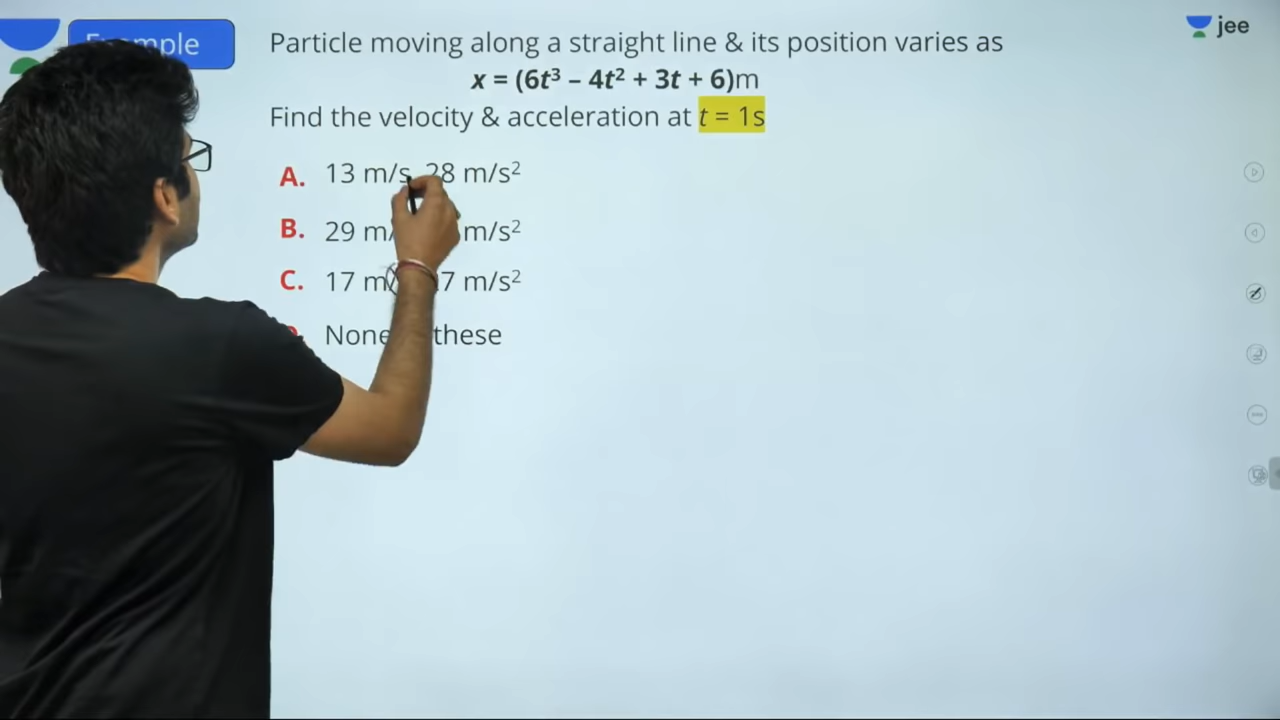 Example
jee
Particle moving along a straight line & its position varies as
x = (6t³ – 4t² + 3t + 6)m
Find the velocity & acceleration at t = 1s
A. 13 m/s, 28 m/s²
B. 29 m/ m/s²
C. 17 m/ 7 m/s²
None these